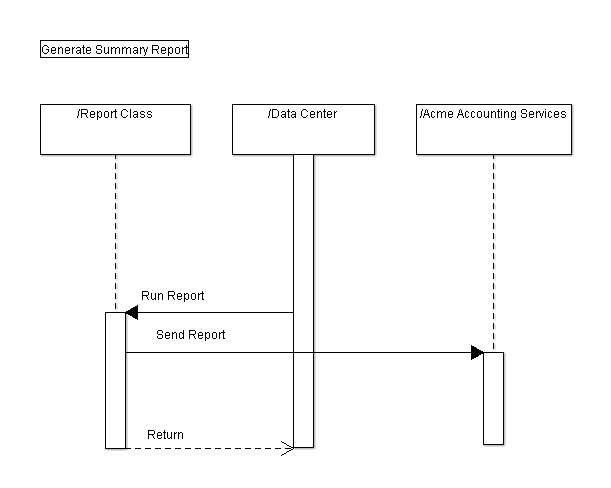 Generate Summary Report
/Report Class
/Data Center
/Acme Accounting Services
Run Report
Send Report
Return